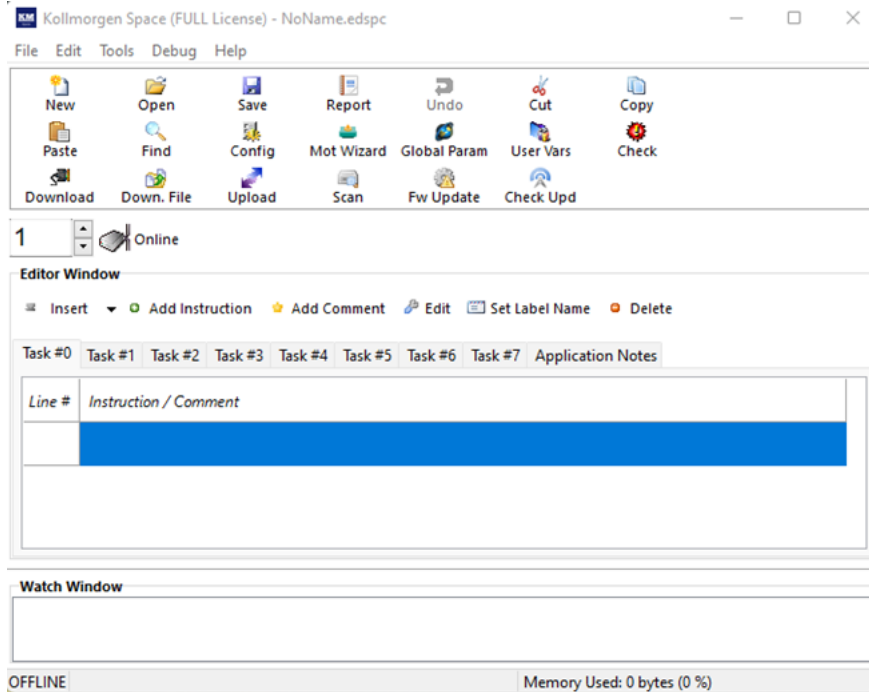 KM Kollmorgen Space (FULL License) - NoName.edspc
File Edit Tools Debug Help
New Open Save Report Undo Cut Copy
Paste Find Config Mot Wizard Global Param User Vars Check
Download Down. File Upload Scan Fw Update Check Upd
1 Online
Editor Window
Insert Add Instruction Add Comment Edit Set Label Name Delete
Task #0 Task #1 Task #2 Task #3 Task #4 Task #5 Task #6 Task #7 Application Notes
Line # Instruction / Comment
Watch Window
OFFLINE Memory Used: 0 bytes (0 %)